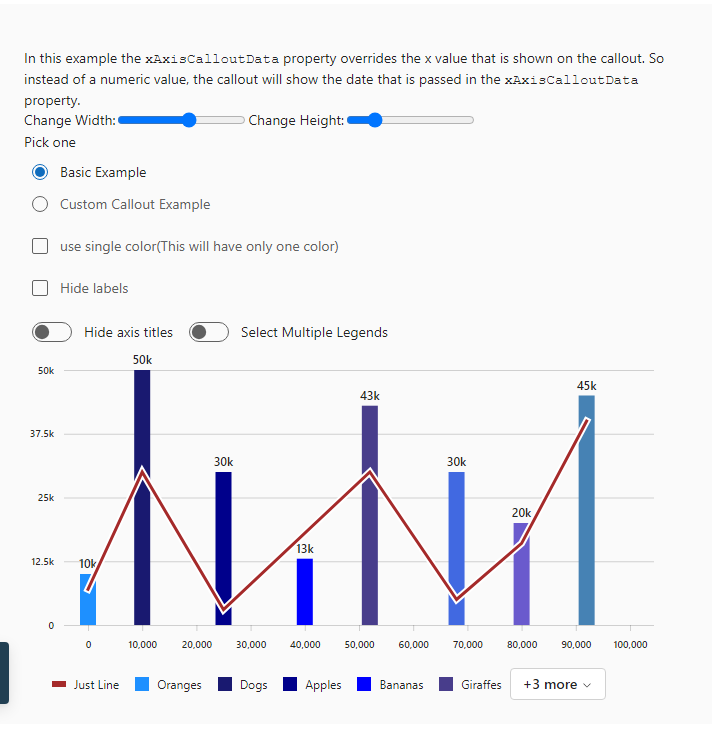 In this example the xAxisCalloutData property overrides the x value that is shown on the callout. So
instead of a numeric value, the callout will show the date that is passed in the xAxisCalloutData
property.
Change Width: Change Height:
Pick one
Basic Example
Custom Callout Example
use single color(This will have only one color)
Hide labels
Hide axis titles Select Multiple Legends
50k
50k
45k
43k
37.5k
30k
30k
25k
20k
13k
12.5k
10k
0
0 10,000 20,000 30,000 40,000 50,000 60,000 70,000 80,000 90,000 100,000
Just Line Oranges Dogs Apples Bananas Giraffes +3 more